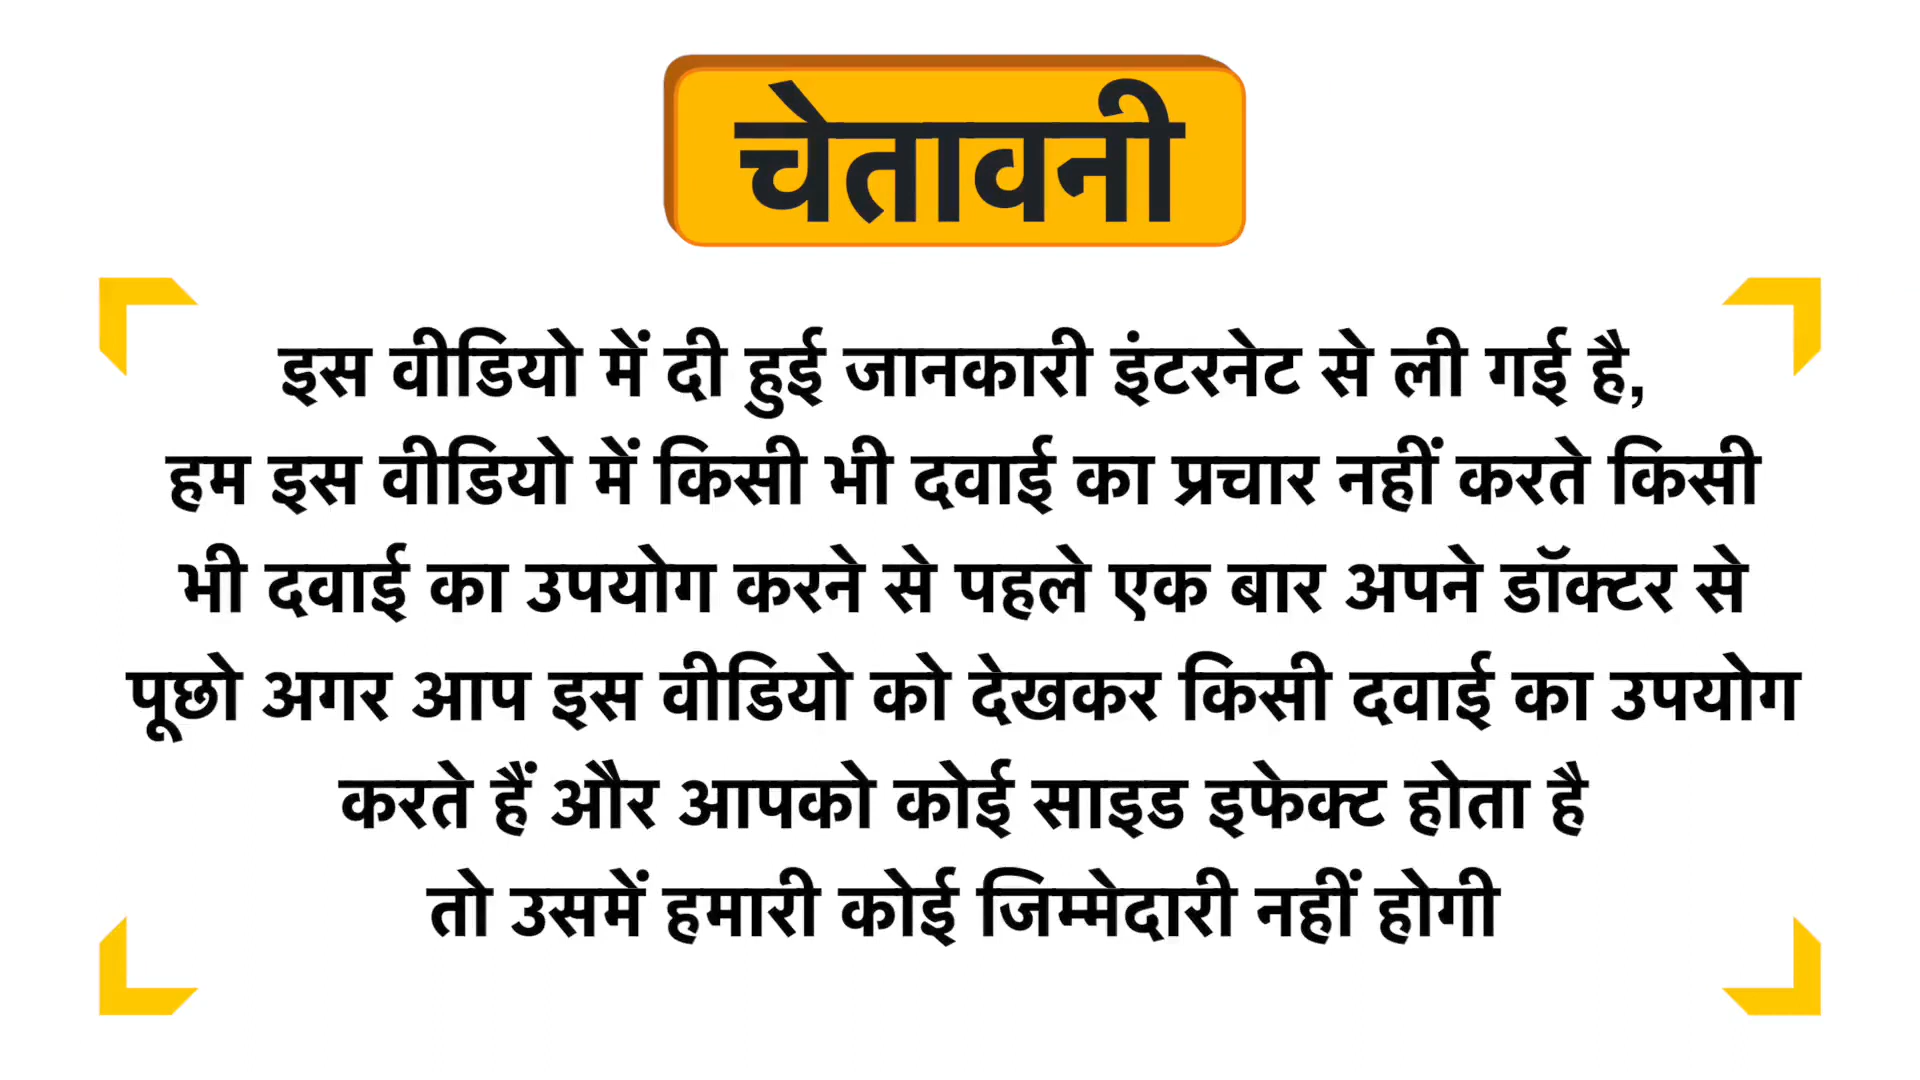 चेतावनी
इस वीडियो में दी हुई जानकारी इंटरनेट से ली गई है,
हम इस वीडियो में किसी भी दवाई का प्रचार नहीं करते किसी
भी दवाई का उपयोग करने से पहले एक बार अपने डॉक्टर से
पूछो अगर आप इस वीडियो को देखकर किसी दवाई का उपयोग
करते हैं और आपको कोई साइड इफेक्ट होता है
तो उसमें हमारी कोई जिम्मेदारी नहीं होगी